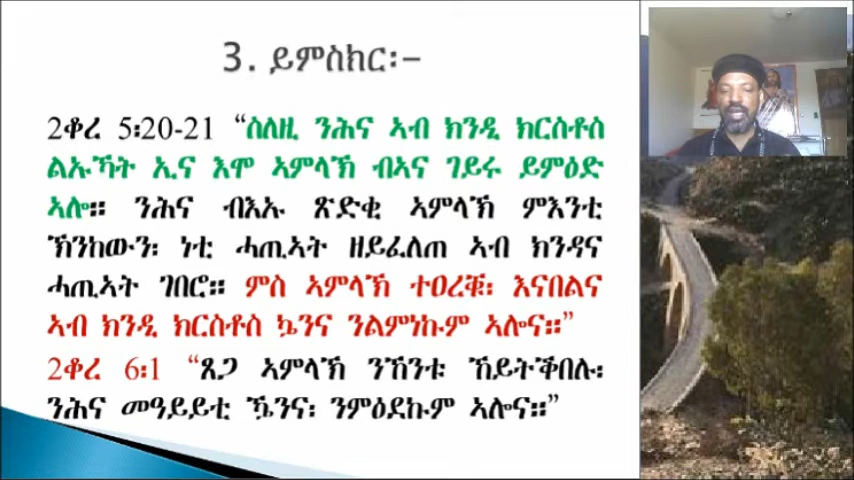 3. ይምስክር፡–
2ቆረ 5፡20-21 “ስለዚ ንሕና ኣብ ክንዲ ክርስቶስ
ልኡኻት ኢና እሞ ኣምላኽ ብኣና ገይሩ ይምዕድ
ኣሎ። ንሕና ብእኡ ጽድቂ ኣምላኽ ምእንቲ
ኽንከውን፡ ነቲ ሓጢኣት ዘይፈለጠ ኣብ ክንዳና
ሓጢኣት ገበሮ። ምስ ኣምላኽ ተዐረቑ፡ እናበልና
ኣብ ክንዲ ክርስቶስ ኴንና ንልምነኩም ኣሎና።”
2ቆረ 6፡1 “ጸጋ ኣምላኽ ንኸንቱ ኸይትቕበሉ፡
ንሕና መዓይይቲ ዄንና፡ ንምዕደኩም ኣሎና።”